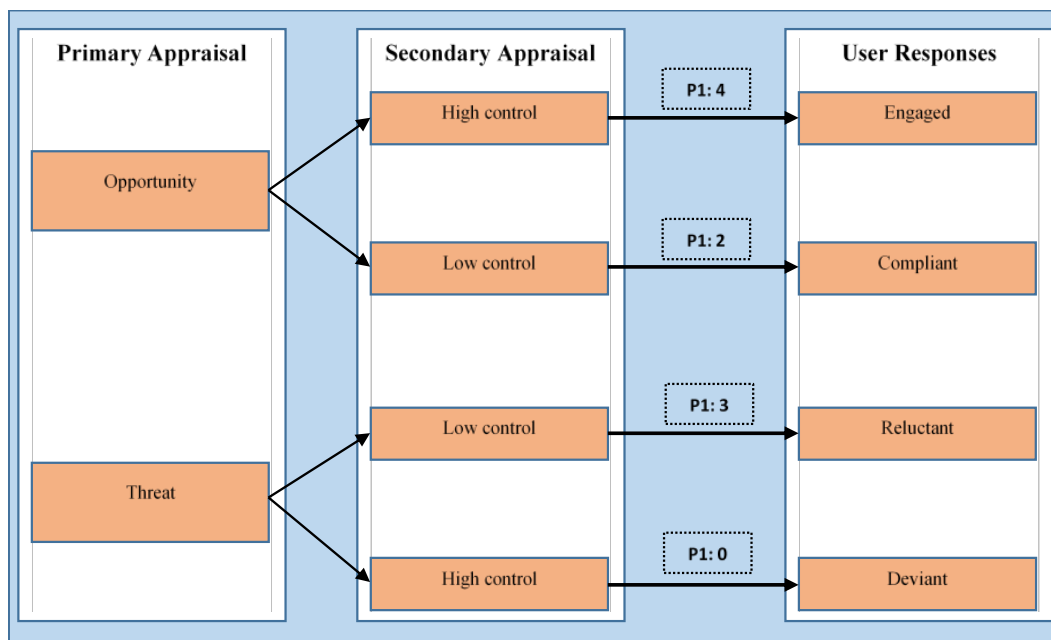 Primary Appraisal
Secondary Appraisal
User Responses
Opportunity
Threat
High control
Low control
Low control
High control
P1: 4
P1: 2
P1: 3
P1: 0
Engaged
Compliant
Reluctant
Deviant